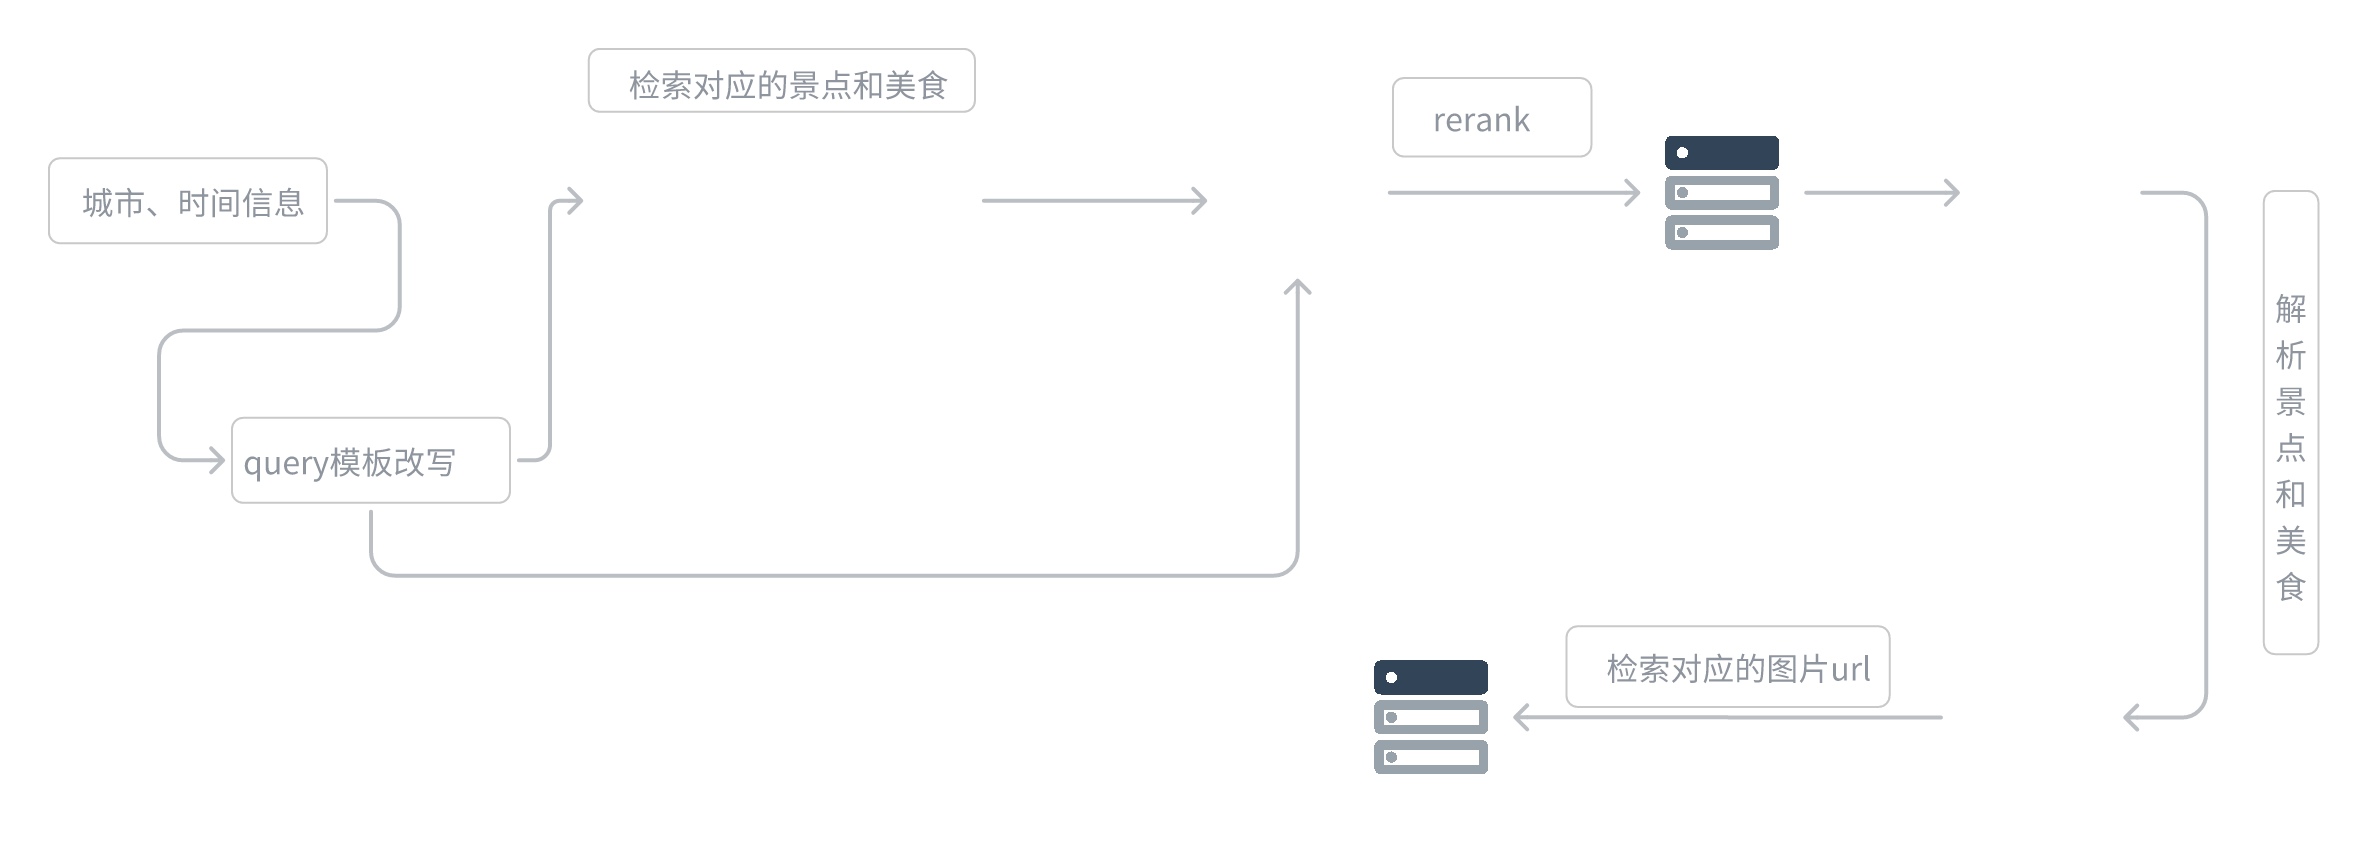 检索对应的景点和美食
rerank
城市、时间信息
query模板改写
解析景点和美食
检索对应的图片url